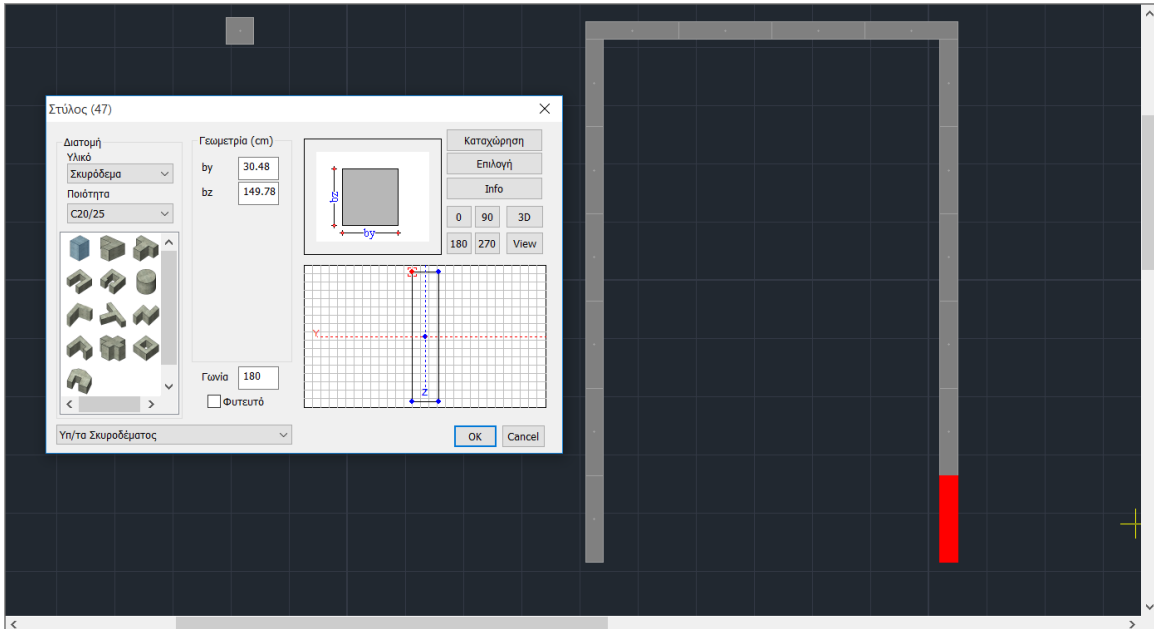 Στύλος (47)
Διατομή
Υλικό
Σκυρόδεμα
Ποιότητα
C20/25
Γεωμετρία (cm)
by 30.48
bz 149.78
Γωνία 180
Φυτευτό
bz
by
Καταχώρηση
Επιλογή
Info
0 90 3D
180 270 View
Y
Z
Υπ/τα Σκυροδέματος
OK Cancel